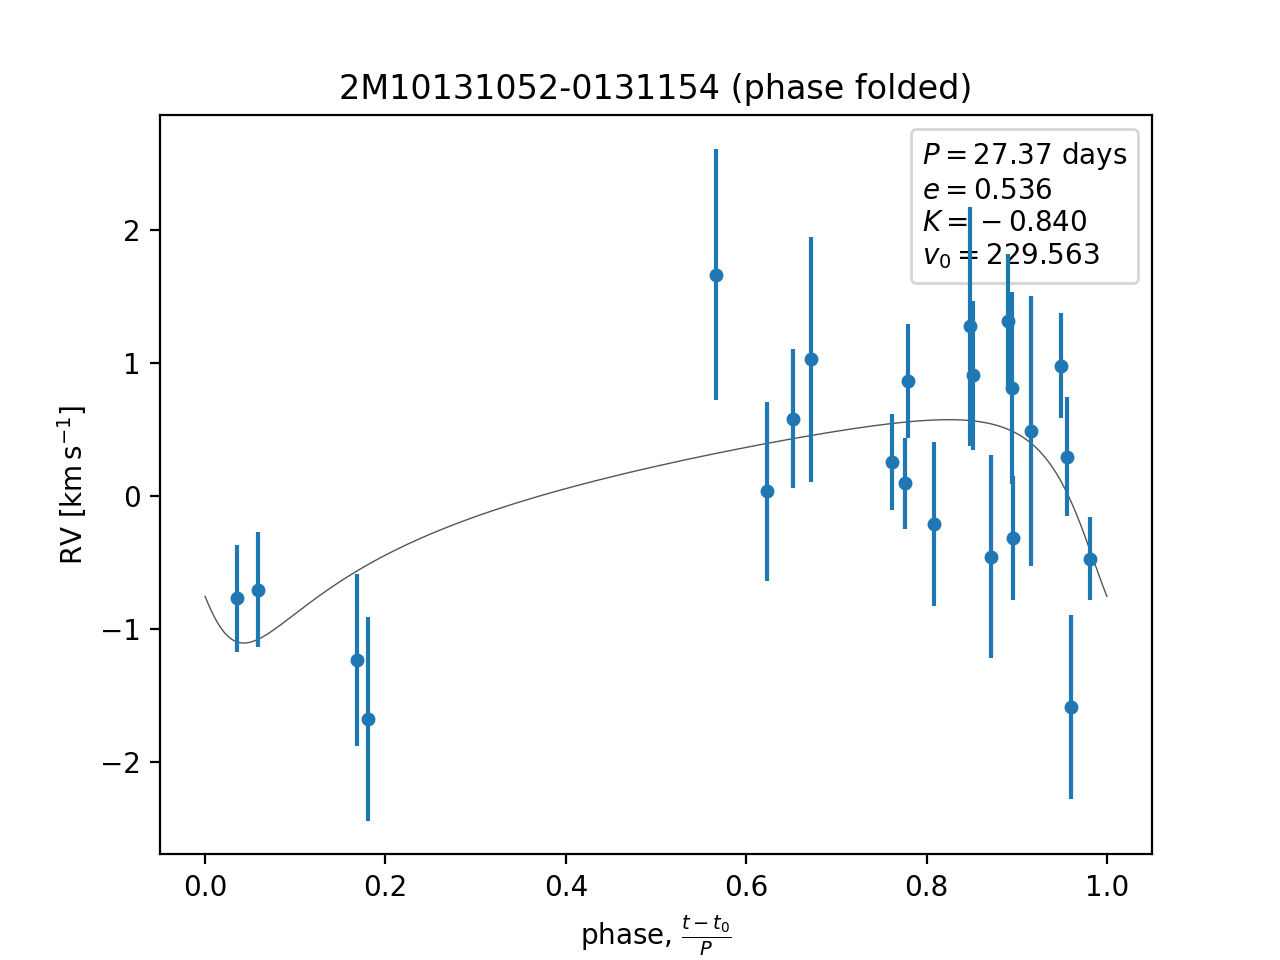 2M10131052-0131154 (phase folded)
P = 27.37 days
e = 0.536
K = −0.840
v₀ = 229.563
RV [km s⁻¹]
2
1
0
−1
−2
0.0 0.2 0.4 0.6 0.8 1.0
phase, (t − t₀)/P